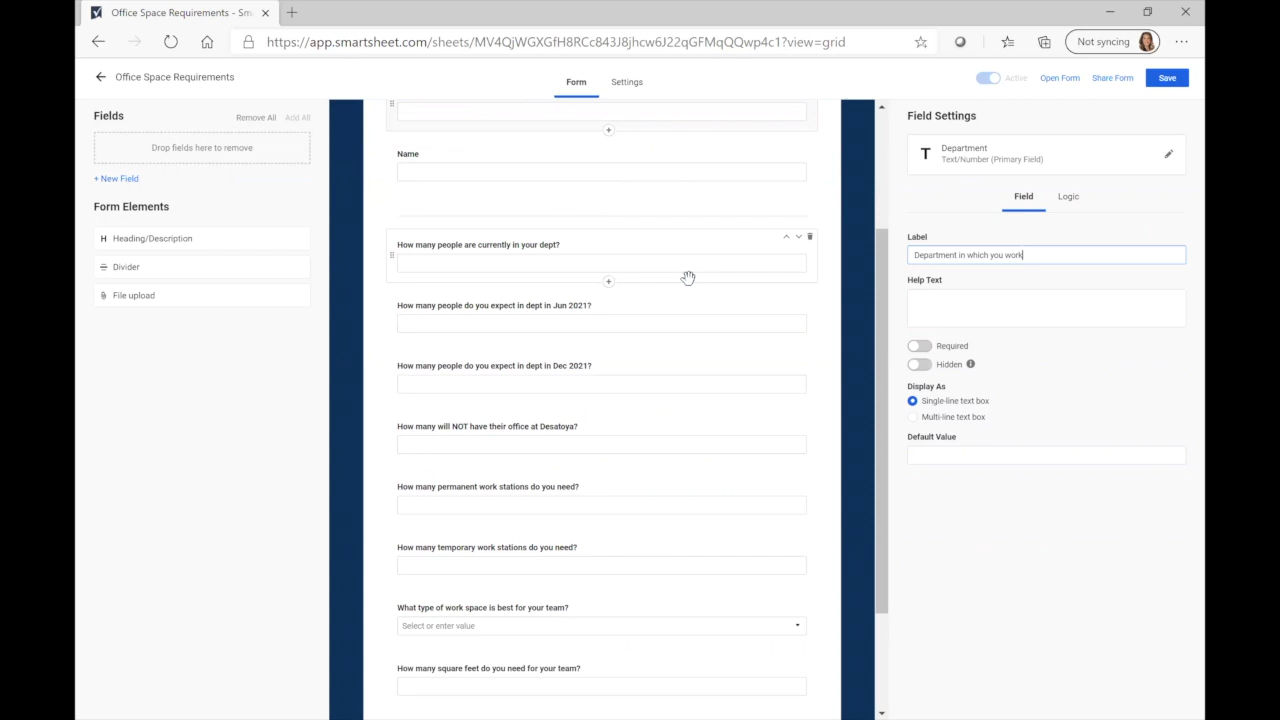 Office Space Requirements - Sm
https://app.smartsheet.com/sheets/MV4QjWGXGfH8RCc843J8jhcw6J22qGFMqQQwp4c1?view=grid
Not syncing
Office Space Requirements
Form
Settings
Active
Open Form
Share Form
Save
Fields
Remove All
Add All
Drop fields here to remove
+ New Field
Form Elements
H Heading/Description
Divider
File upload
Name
How many people are currently in your dept?
How many people do you expect in dept in Jun 2021?
How many people do you expect in dept in Dec 2021?
How many will NOT have their office at Desatoya?
How many permanent work stations do you need?
How many temporary work stations do you need?
What type of work space is best for your team?
Select or enter value
How many square feet do you need for your team?
Field Settings
T Department
Text/Number (Primary Field)
Field
Logic
Label
Department in which you work
Help Text
Required
Hidden
Display As
Single-line text box
Multi-line text box
Default Value